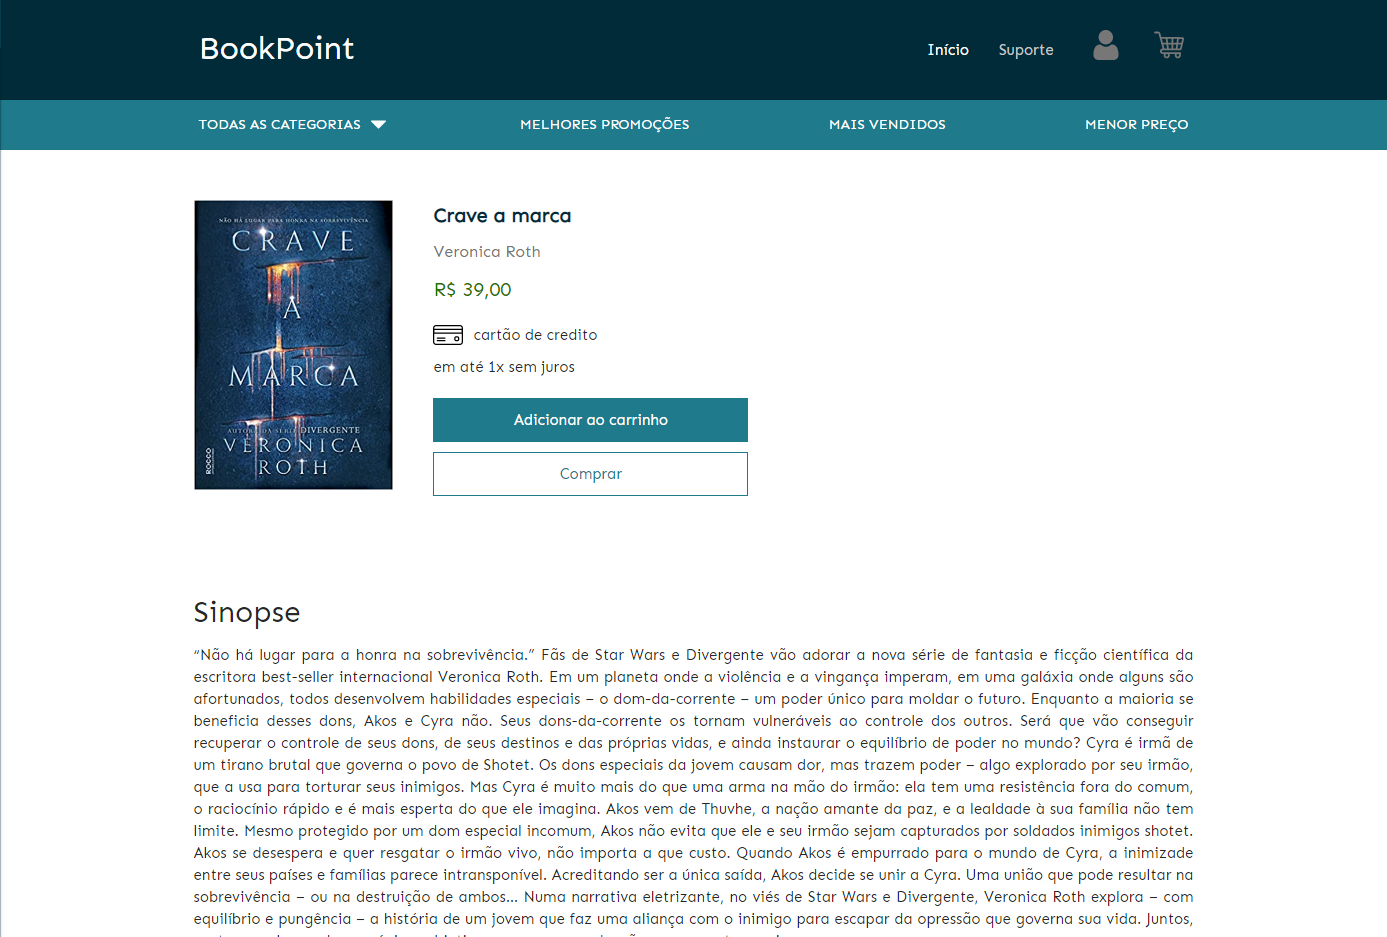 BookPoint
Início
Suporte
TODAS AS CATEGORIAS
MELHORES PROMOÇÕES
MAIS VENDIDOS
MENOR PREÇO
NÃO HÁ LUGAR PARA HONRA NA SOBREVIVÊNCIA
CRAVE
A
MARCA
AUTORA DA SÉRIE DIVERGENTE
VERONICA
ROTH
ROCCO
Crave a marca
Veronica Roth
R$ 39,00
cartão de credito
em até 1x sem juros
Adicionar ao carrinho
Comprar
Sinopse
“Não há lugar para a honra na sobrevivência.” Fãs de Star Wars e Divergente vão adorar a nova série de fantasia e ficção científica da
escritora best-seller internacional Veronica Roth. Em um planeta onde a violência e a vingança imperam, em uma galáxia onde alguns são
afortunados, todos desenvolvem habilidades especiais – o dom-da-corrente – um poder único para moldar o futuro. Enquanto a maioria se
beneficia desses dons, Akos e Cyra não. Seus dons-da-corrente os tornam vulneráveis ao controle dos outros. Será que vão conseguir
recuperar o controle de seus dons, de seus destinos e das próprias vidas, e ainda instaurar o equilíbrio de poder no mundo? Cyra é irmã de
um tirano brutal que governa o povo de Shotet. Os dons especiais da jovem causam dor, mas trazem poder – algo explorado por seu irmão,
que a usa para torturar seus inimigos. Mas Cyra é muito mais do que uma arma na mão do irmão: ela tem uma resistência fora do comum,
o raciocínio rápido e é mais esperta do que ele imagina. Akos vem de Thuvhe, a nação amante da paz, e a lealdade à sua família não tem
limite. Mesmo protegido por um dom especial incomum, Akos não evita que ele e seu irmão sejam capturados por soldados inimigos shotet.
Akos se desespera e quer resgatar o irmão vivo, não importa a que custo. Quando Akos é empurrado para o mundo de Cyra, a inimizade
entre seus países e famílias parece intransponível. Acreditando ser a única saída, Akos decide se unir a Cyra. Uma união que pode resultar na
sobrevivência – ou na destruição de ambos... Numa narrativa eletrizante, no viés de Star Wars e Divergente, Veronica Roth explora – com
equilíbrio e pungência – a história de um jovem que faz uma aliança com o inimigo para escapar da opressão que governa sua vida. Juntos,